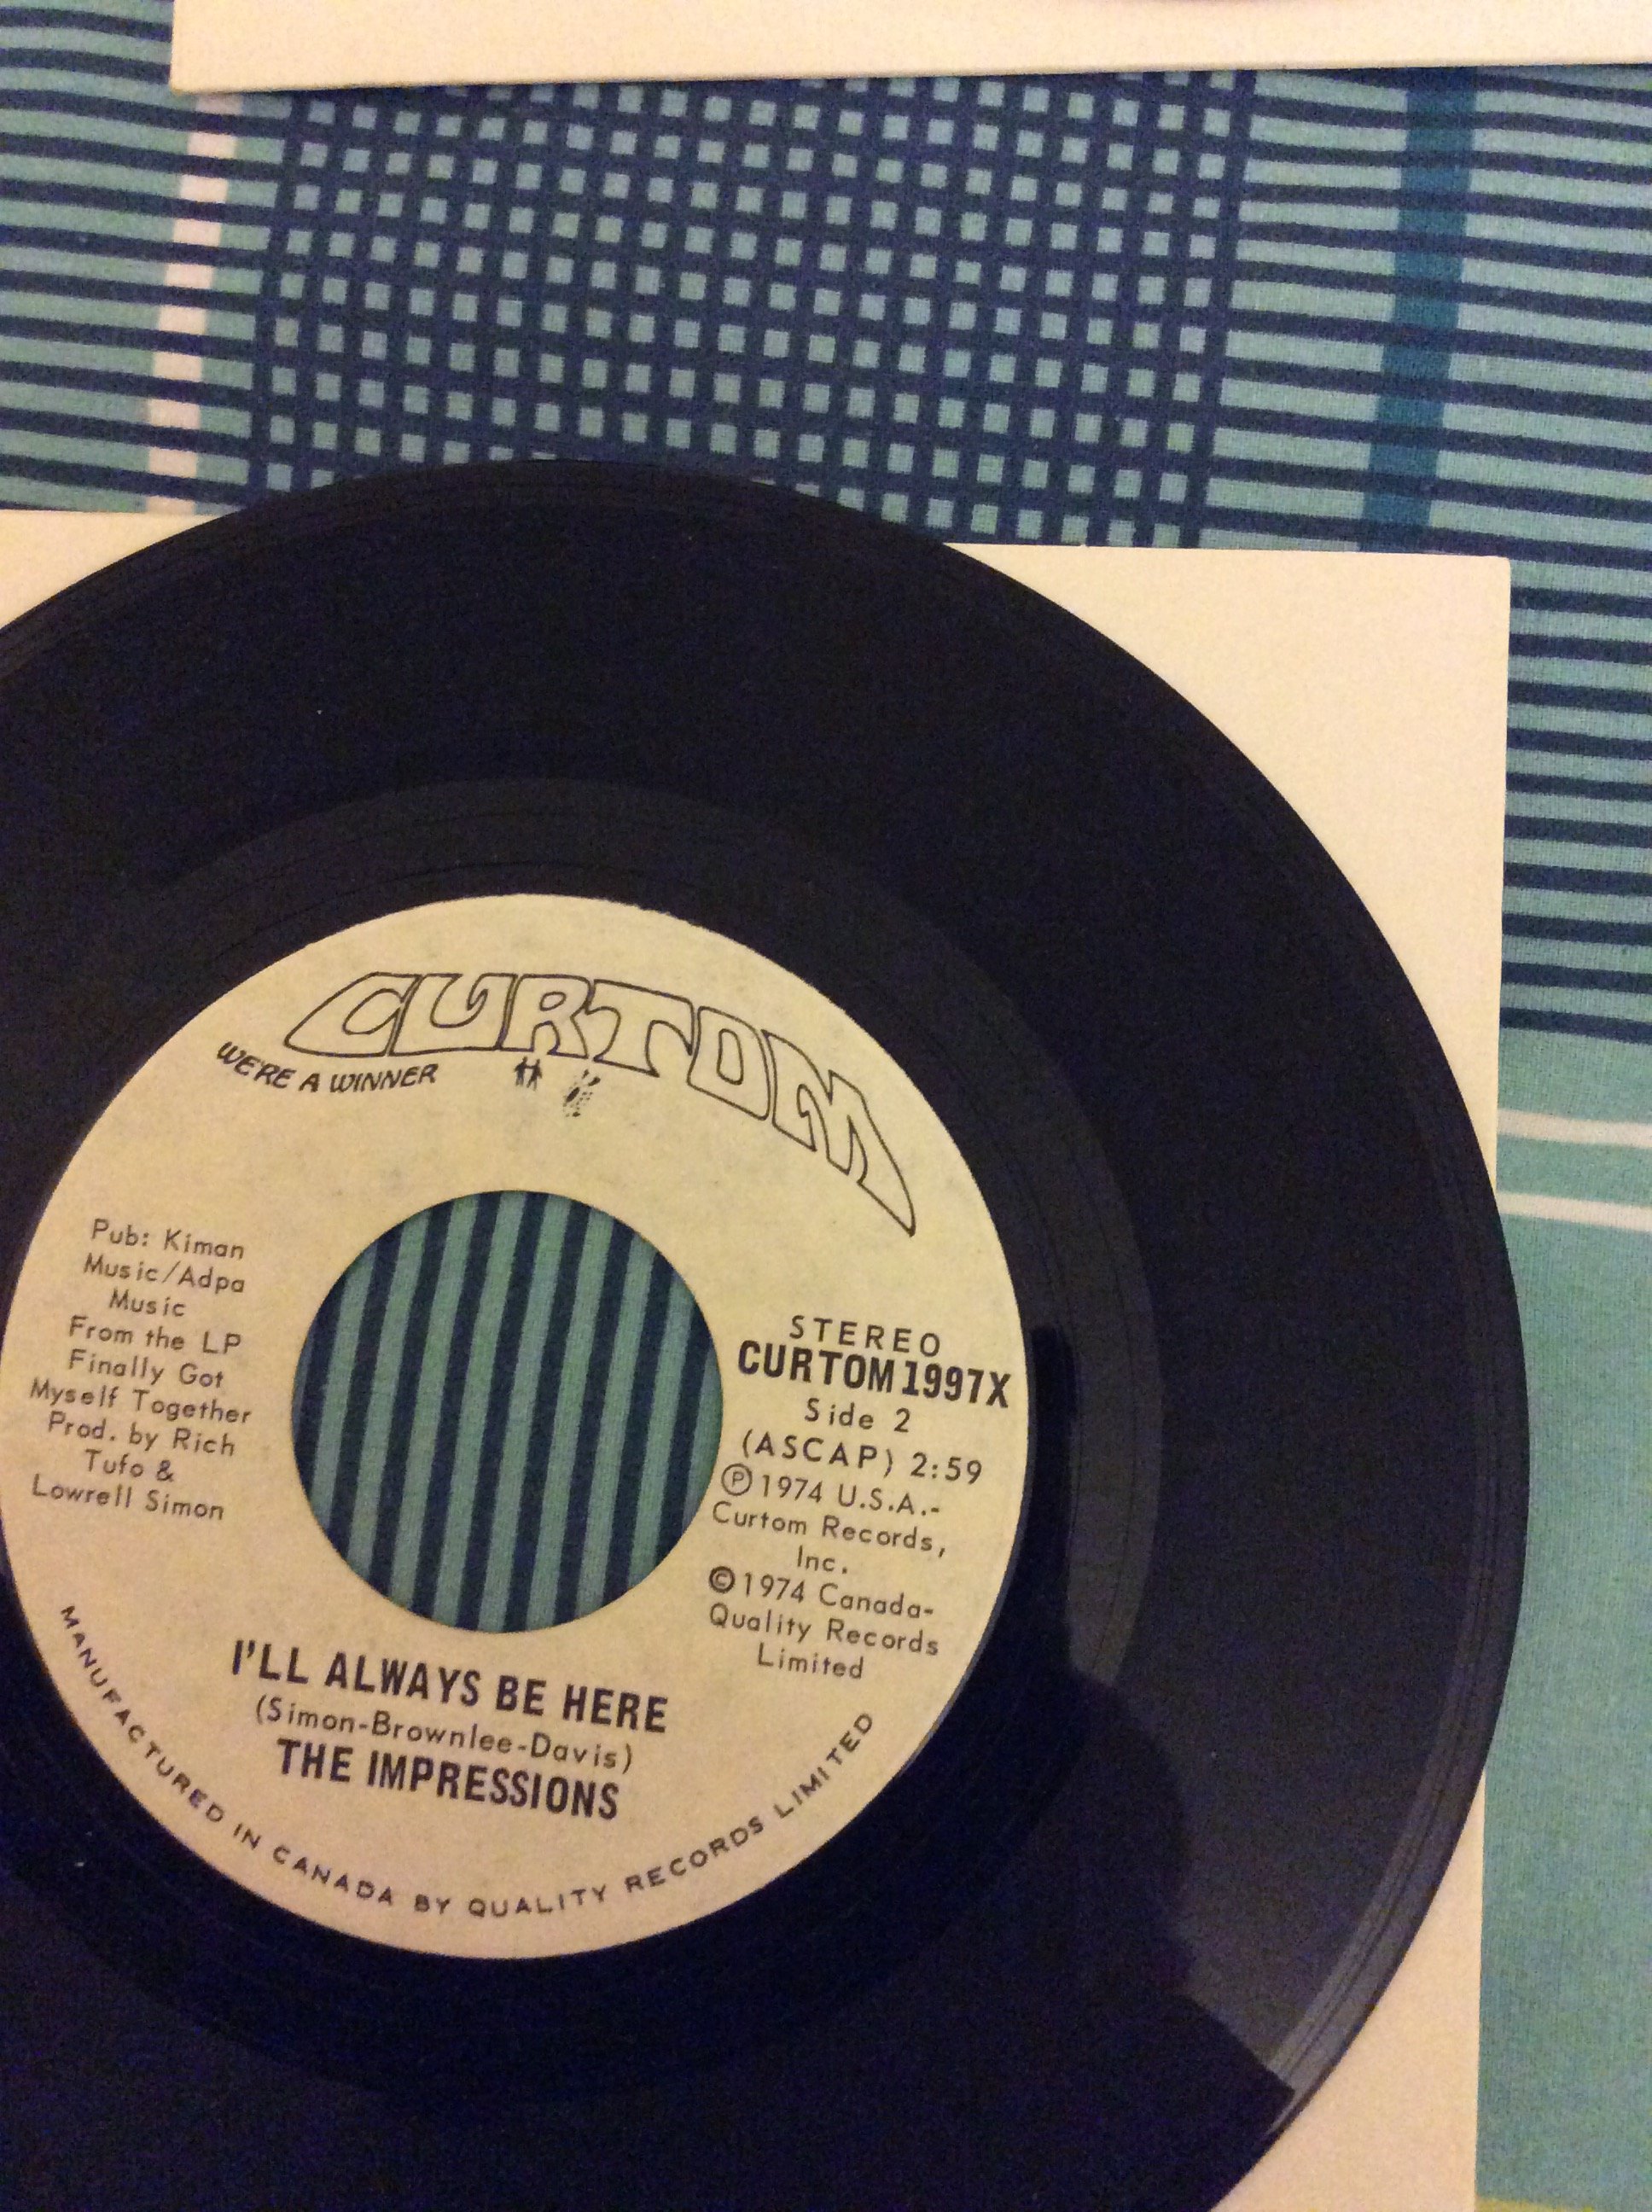 CURTOM
WE'RE A WINNER
Pub: Kiman
Music/Adpa
Music
From the LP
Finally Got
Myself Together
Prod. by Rich
Tufo &
Lowrell Simon
STEREO
CURTOM 1997X
Side 2
(ASCAP) 2:59
Ⓟ1974 U.S.A.-
Curtom Records,
Inc.
©1974 Canada-
Quality Records
Limited
I'LL ALWAYS BE HERE
(Simon-Brownlee-Davis)
THE IMPRESSIONS
MANUFACTURED IN CANADA BY QUALITY RECORDS LIMITED